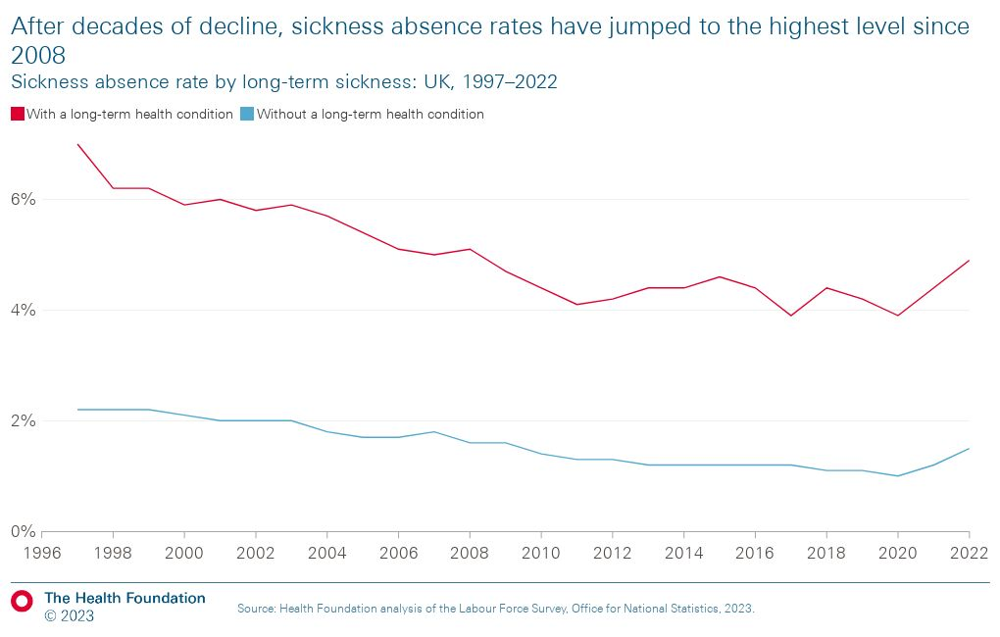 After decades of decline, sickness absence rates have jumped to the highest level since
2008
Sickness absence rate by long-term sickness: UK, 1997–2022
With a long-term health condition Without a long-term health condition
6%
4%
2%
0%
1996 1998 2000 2002 2004 2006 2008 2010 2012 2014 2016 2018 2020 2022
The Health Foundation
© 2023
Source: Health Foundation analysis of the Labour Force Survey, Office for National Statistics, 2023.